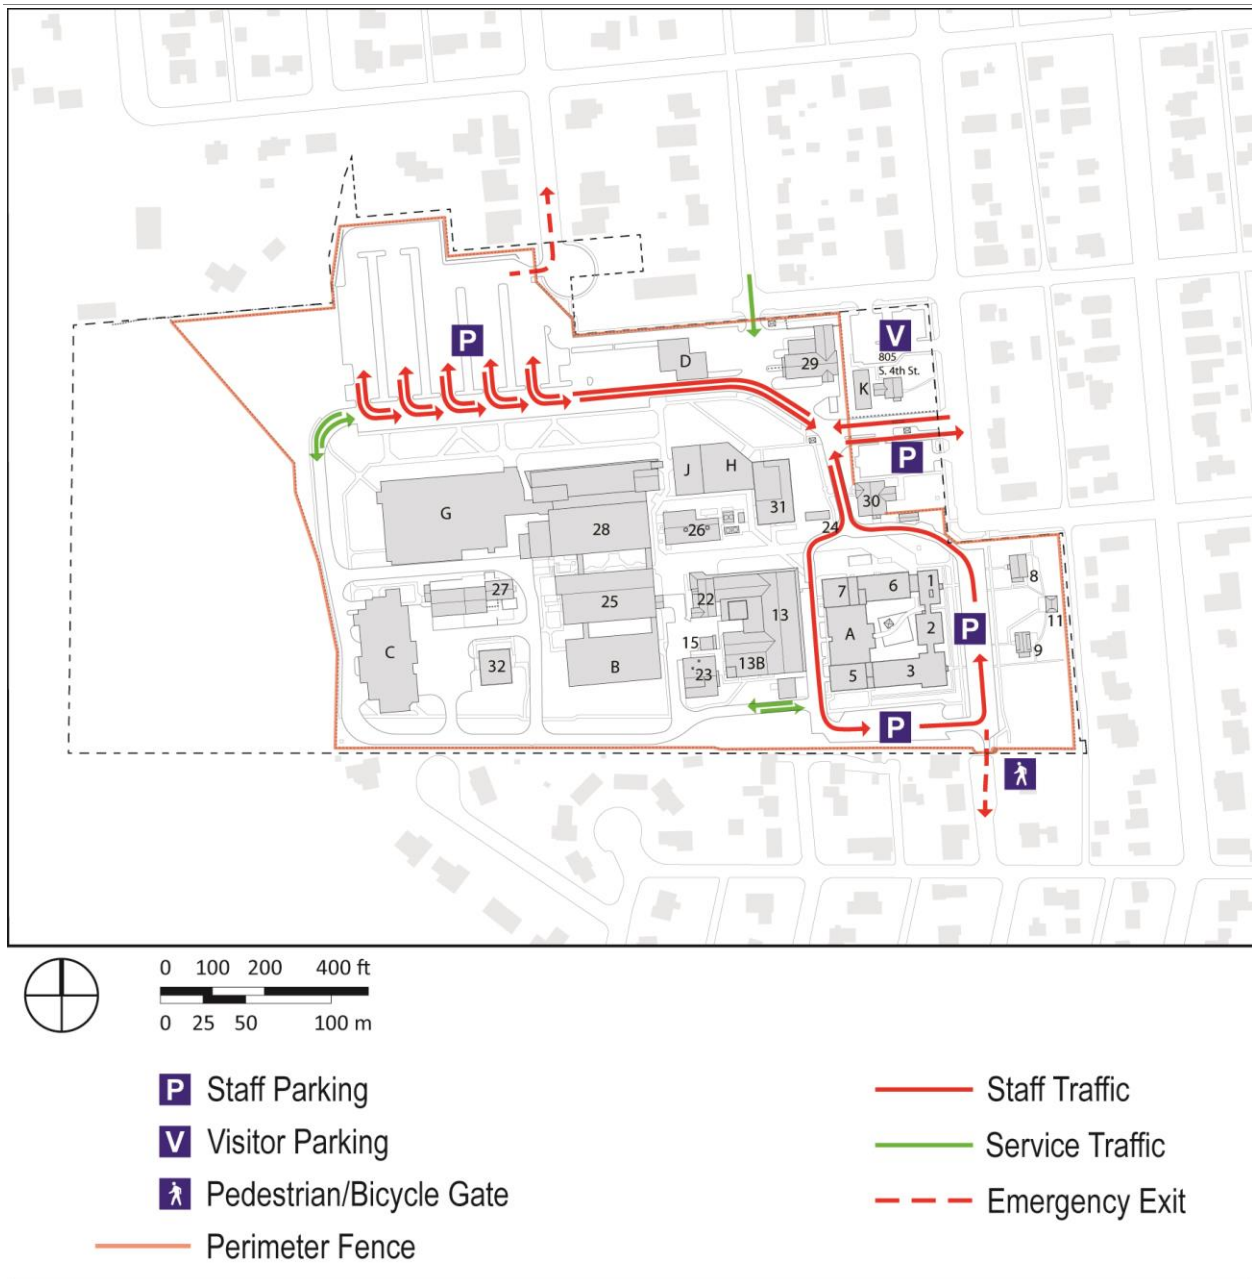 P
V
805
S. 4th St.
D
29
K
P
J
H
G
31
30
28
26
24
27
22
25
7
6
1
8
13
11
A
2
P
C
15
9
32
B
23
13B
5
3
P
0 100 200 400 ft
0 25 50 100 m
P Staff Parking
V Visitor Parking
Pedestrian/Bicycle Gate
Perimeter Fence
Staff Traffic
Service Traffic
Emergency Exit